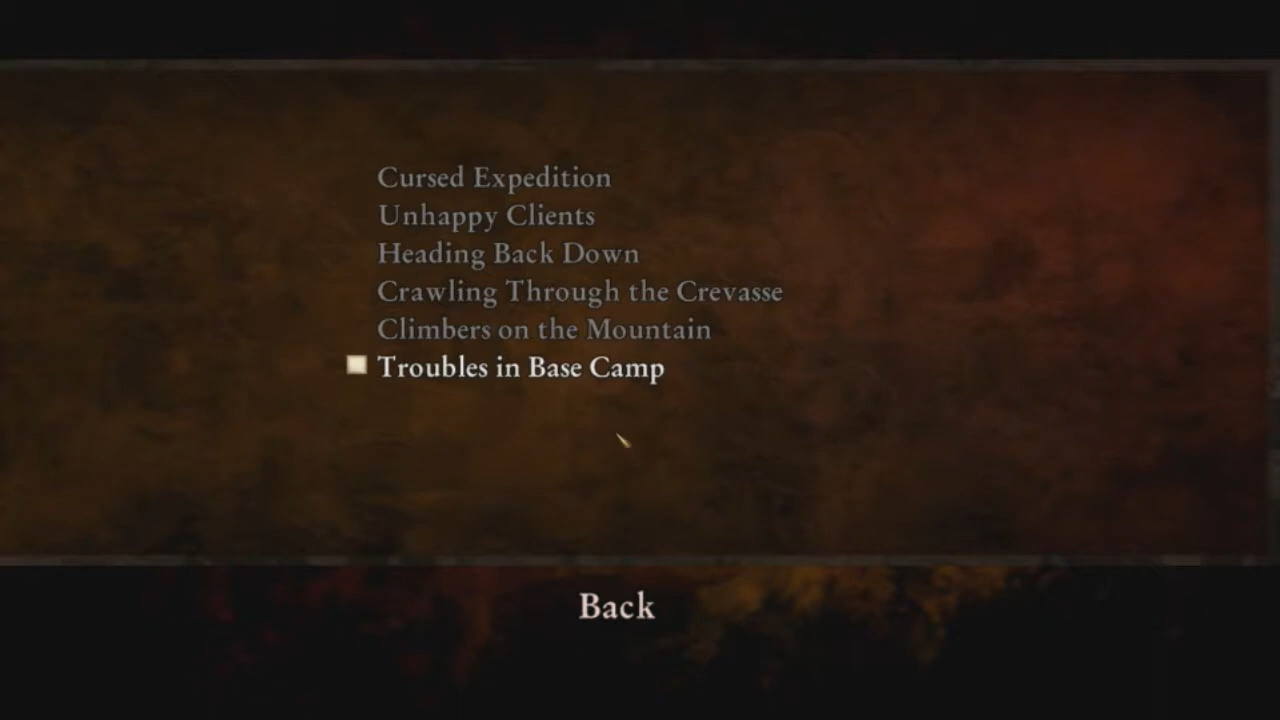 Cursed Expedition
Unhappy Clients
Heading Back Down
Crawling Through the Crevasse
Climbers on the Mountain
Troubles in Base Camp
Back